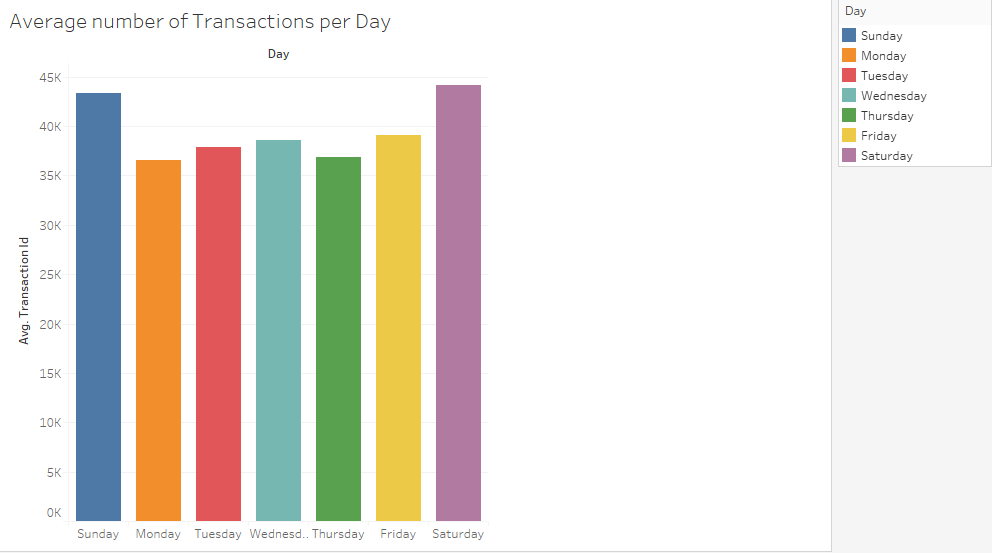 Average number of Transactions per Day
Day
45K
40K
35K
30K
25K
20K
15K
10K
5K
0K
Avg. Transaction Id
Sunday Monday Tuesday Wednesd.. Thursday Friday Saturday
Day
Sunday
Monday
Tuesday
Wednesday
Thursday
Friday
Saturday